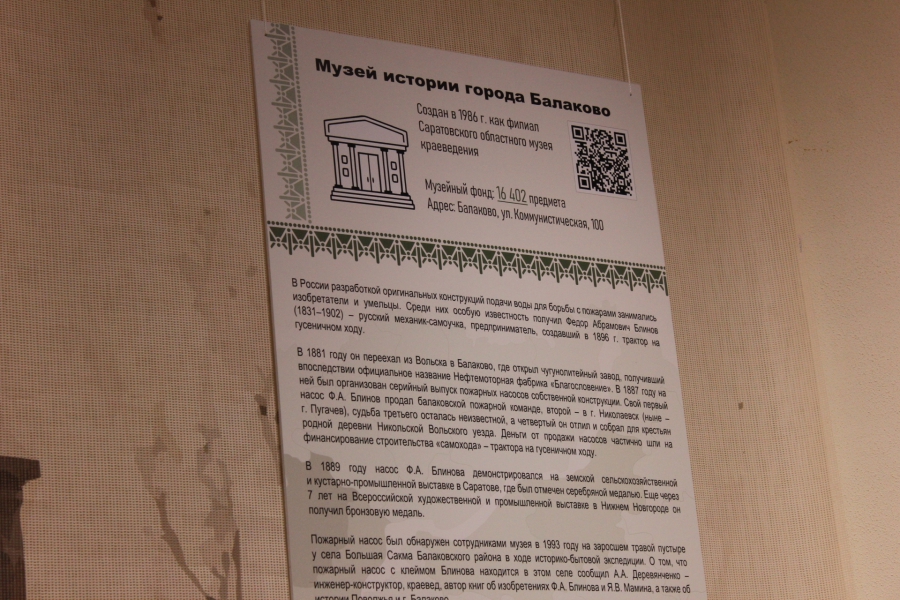 Музей истории города Балаково
Создан в 1986 г. как филиал
Саратовского областного музея
краеведения
Музейный фонд: 16 402 предмета
Адрес: Балаково, ул. Коммунистическая, 100
В России разработкой оригинальных конструкций подачи воды для борьбы с пожарами занимались
изобретатели и умельцы. Среди них особую известность получил Федор Абрамович Блинов
(1831–1902) – русский механик-самоучка, предприниматель, создавший в 1896 г. трактор на
гусеничном ходу.
В 1881 году он переехал из Вольска в Балаково, где открыл чугунолитейный завод, получивший
впоследствии официальное название Нефтемоторная фабрика «Благословение». В 1887 году на
ней был организован серийный выпуск пожарных насосов собственной конструкции. Свой первый
насос Ф.А. Блинов продал балаковской пожарной команде, второй – в г. Николаевск (ныне –
г. Пугачев), судьба третьего осталась неизвестной, а четвертый он отлил и собрал для крестьян
родной деревни Никольской Вольского уезда. Деньги от продажи насосов частично шли на
финансирование строительства «самохода» – трактора на гусеничном ходу.
В 1889 году насос Ф.А. Блинова демонстрировался на земской сельскохозяйственной
и кустарно-промышленной выставке в Саратове, где был отмечен серебряной медалью. Еще через
7 лет на Всероссийской художественной и промышленной выставке в Нижнем Новгороде он
получил бронзовую медаль.
Пожарный насос был обнаружен сотрудниками музея в 1993 году на заросшем травой пустыре
у села Большая Сакма Балаковского района в ходе историко-бытовой экспедиции. О том, что
пожарный насос с клеймом Блинова находится в этом селе сообщил А.А. Деревянченко –
инженер-конструктор, краевед, автор книг об изобретениях Ф.А. Блинова и Я.В. Мамина, а также об
истории Поволжья и г. Балаково.